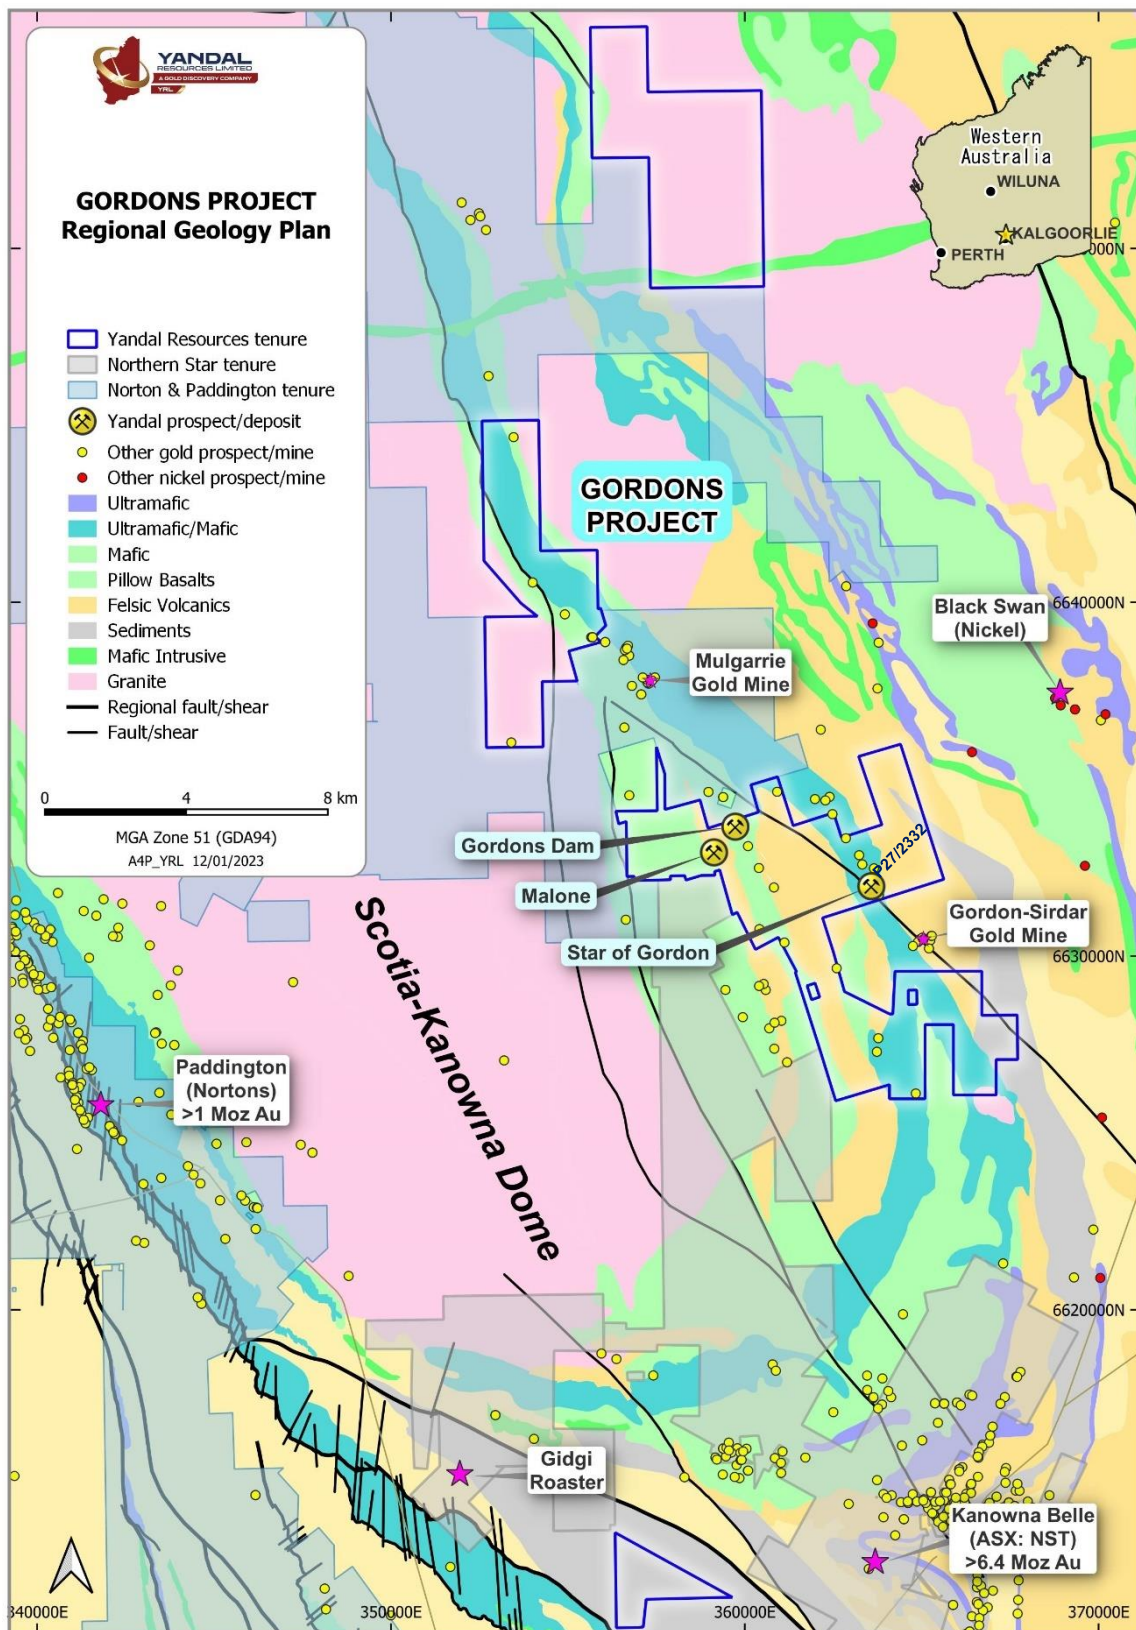 YANDAL
RESOURCES LIMITED
A GOLD DISCOVERY COMPANY
YRL
GORDONS PROJECT
Regional Geology Plan
Yandal Resources tenure
Northern Star tenure
Norton & Paddington tenure
Yandal prospect/deposit
Other gold prospect/mine
Other nickel prospect/mine
Ultramafic
Ultramafic/Mafic
Mafic
Pillow Basalts
Felsic Volcanics
Sediments
Mafic Intrusive
Granite
Regional fault/shear
Fault/shear
0 4 8 km
MGA Zone 51 (GDA94)
A4P_YRL 12/01/2023
Western
Australia
WILUNA
KALGOORLIE
PERTH
000N
GORDONS
PROJECT
6640000N
Black Swan
(Nickel)
Mulgarrie
Gold Mine
Gordons Dam
P27/2332
Malone
Star of Gordon
Gordon-Sirdar
Gold Mine
6630000N
Scotia-Kanowna Dome
Paddington
(Nortons)
>1 Moz Au
6620000N
Gidgi
Roaster
Kanowna Belle
(ASX: NST)
>6.4 Moz Au
340000E 350000E 360000E 370000E